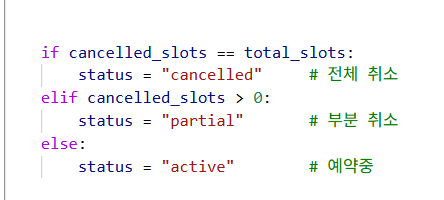 if cancelled_slots == total_slots:
    status = "cancelled"     # 전체 취소
elif cancelled_slots > 0:
    status = "partial"       # 부분 취소
else:
    status = "active"        # 예약중